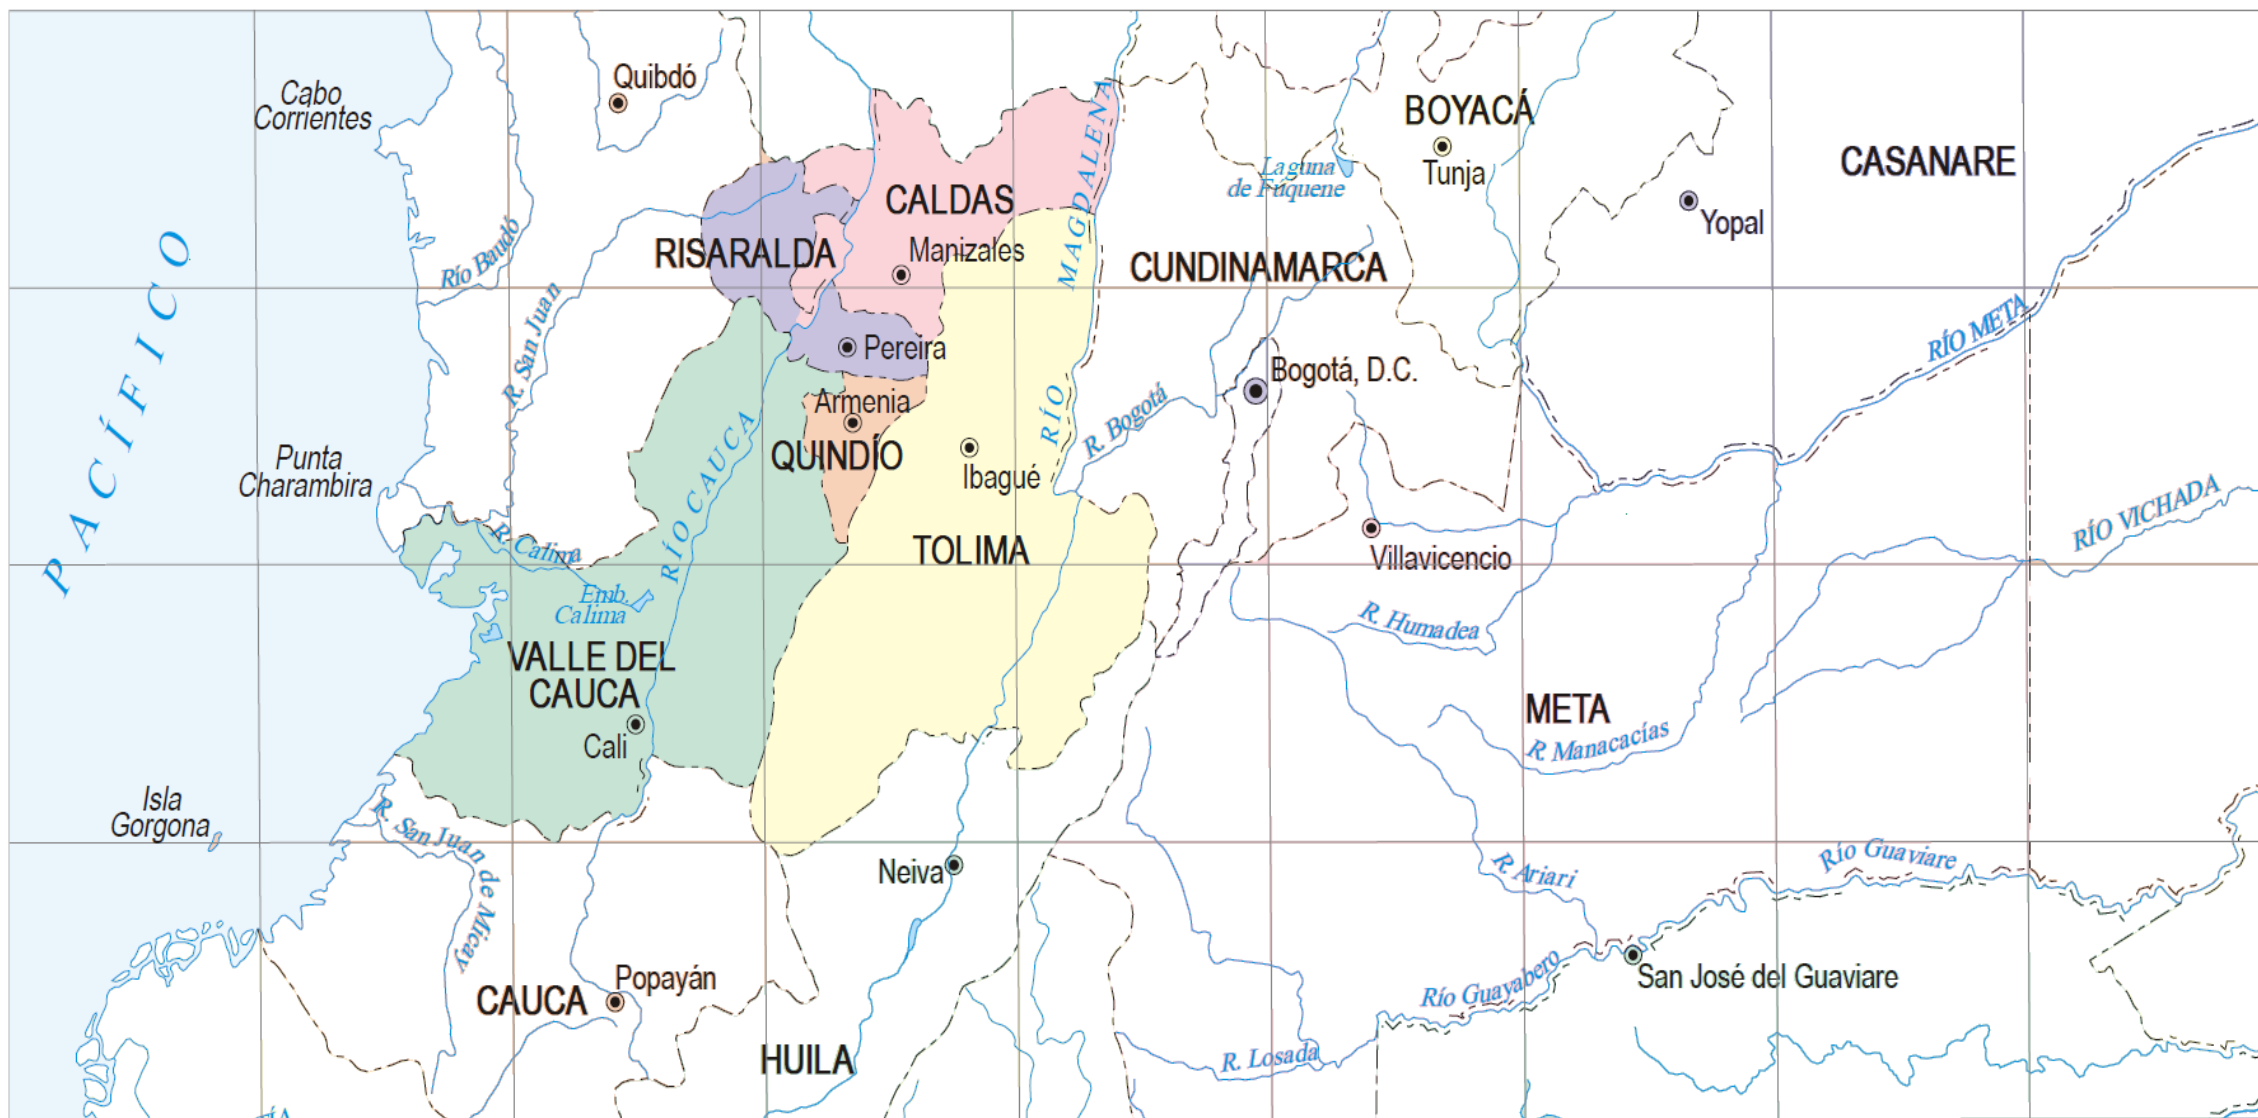 Quibdó
Cabo
Corrientes
BOYACÁ
Tunja
CASANARE
Laguna
de Fúquene
CALDAS
Yopal
RISARALDA
Manizales
RÍO MAGDALENA
CUNDINAMARCA
Río Baudó
PACÍFICO
R. San Juan
RÍO META
Pereira
Bogotá, D.C.
Armenia
R. Bogotá
QUINDÍO
Ibagué
RÍO CAUCA
Punta
Charambira
RÍO VICHADA
R. Calima
TOLIMA
Villavicencio
Emb.
Calima
R. Humadea
VALLE DEL
CAUCA
META
Cali
R. Manacacías
Isla
Gorgona
R. San Juan de Micay
Neiva
R. Ariari
Río Guaviare
Popayán
CAUCA
San José del Guaviare
Río Guayabero
HUILA
R. Losada
ÍA